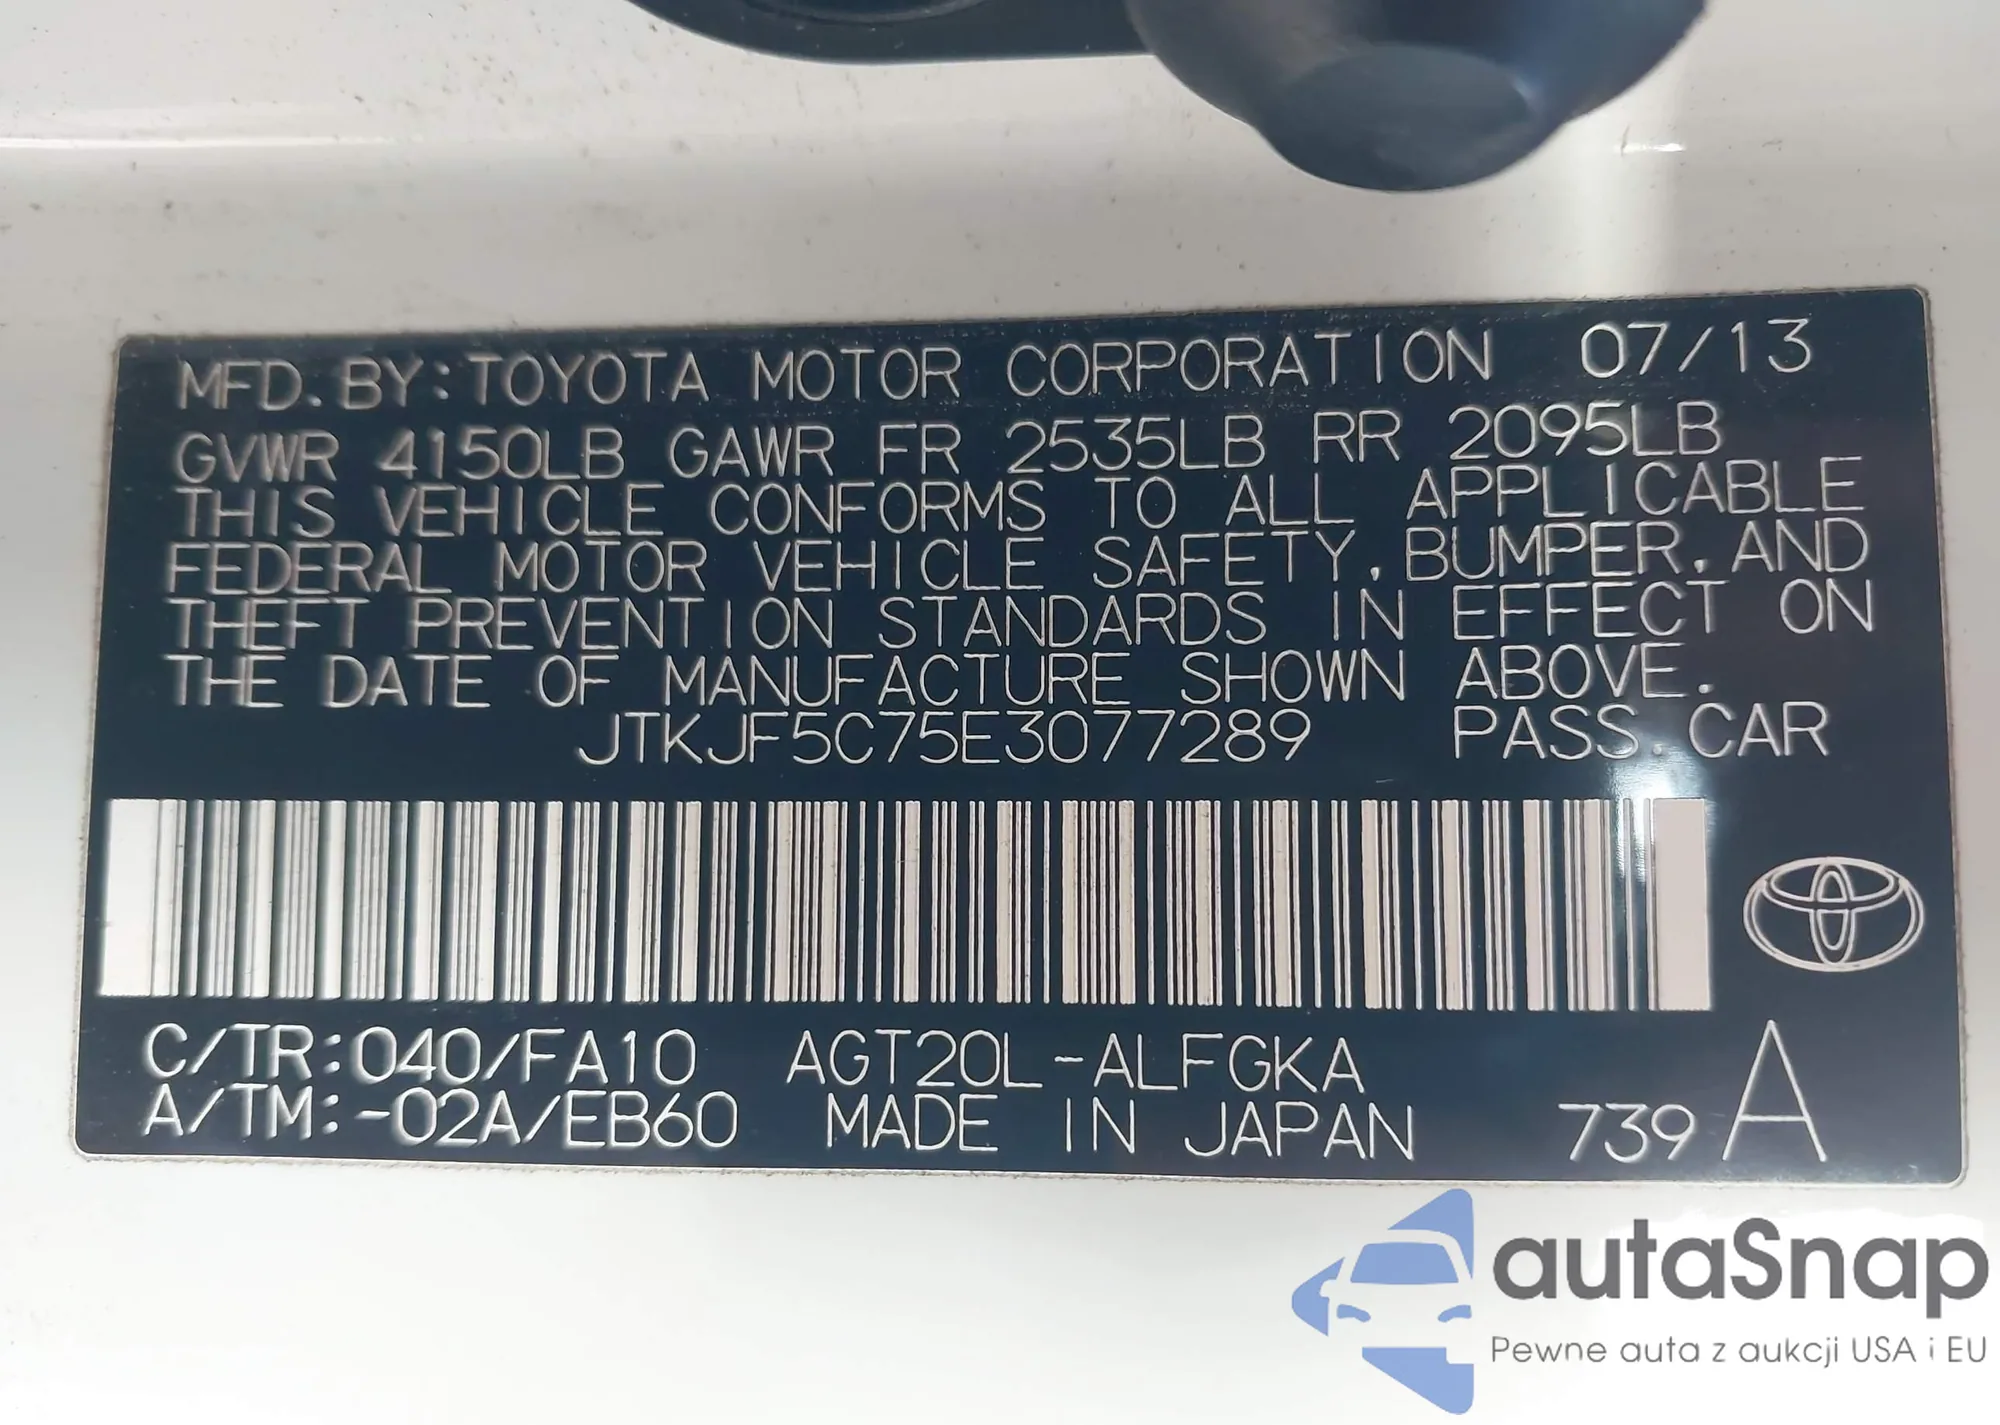 MFD. BY: TOYOTA MOTOR CORPORATION 07/13
GVWR 4150LB GAWR FR 2535LB RR 2095LB
THIS VEHICLE CONFORMS TO ALL APPLICABLE
FEDERAL MOTOR VEHICLE SAFETY, BUMPER, AND
THEFT PREVENTION STANDARDS IN EFFECT ON
THE DATE OF MANUFACTURE SHOWN ABOVE.
JTKJF5C75E3077289 PASS. CAR
C/TR:040/FA10 AGT20L-ALFGKA
A/TM:-02A/EB60 MADE IN JAPAN 739 A
autaSnap
Pewne auta z aukcji USA i EU